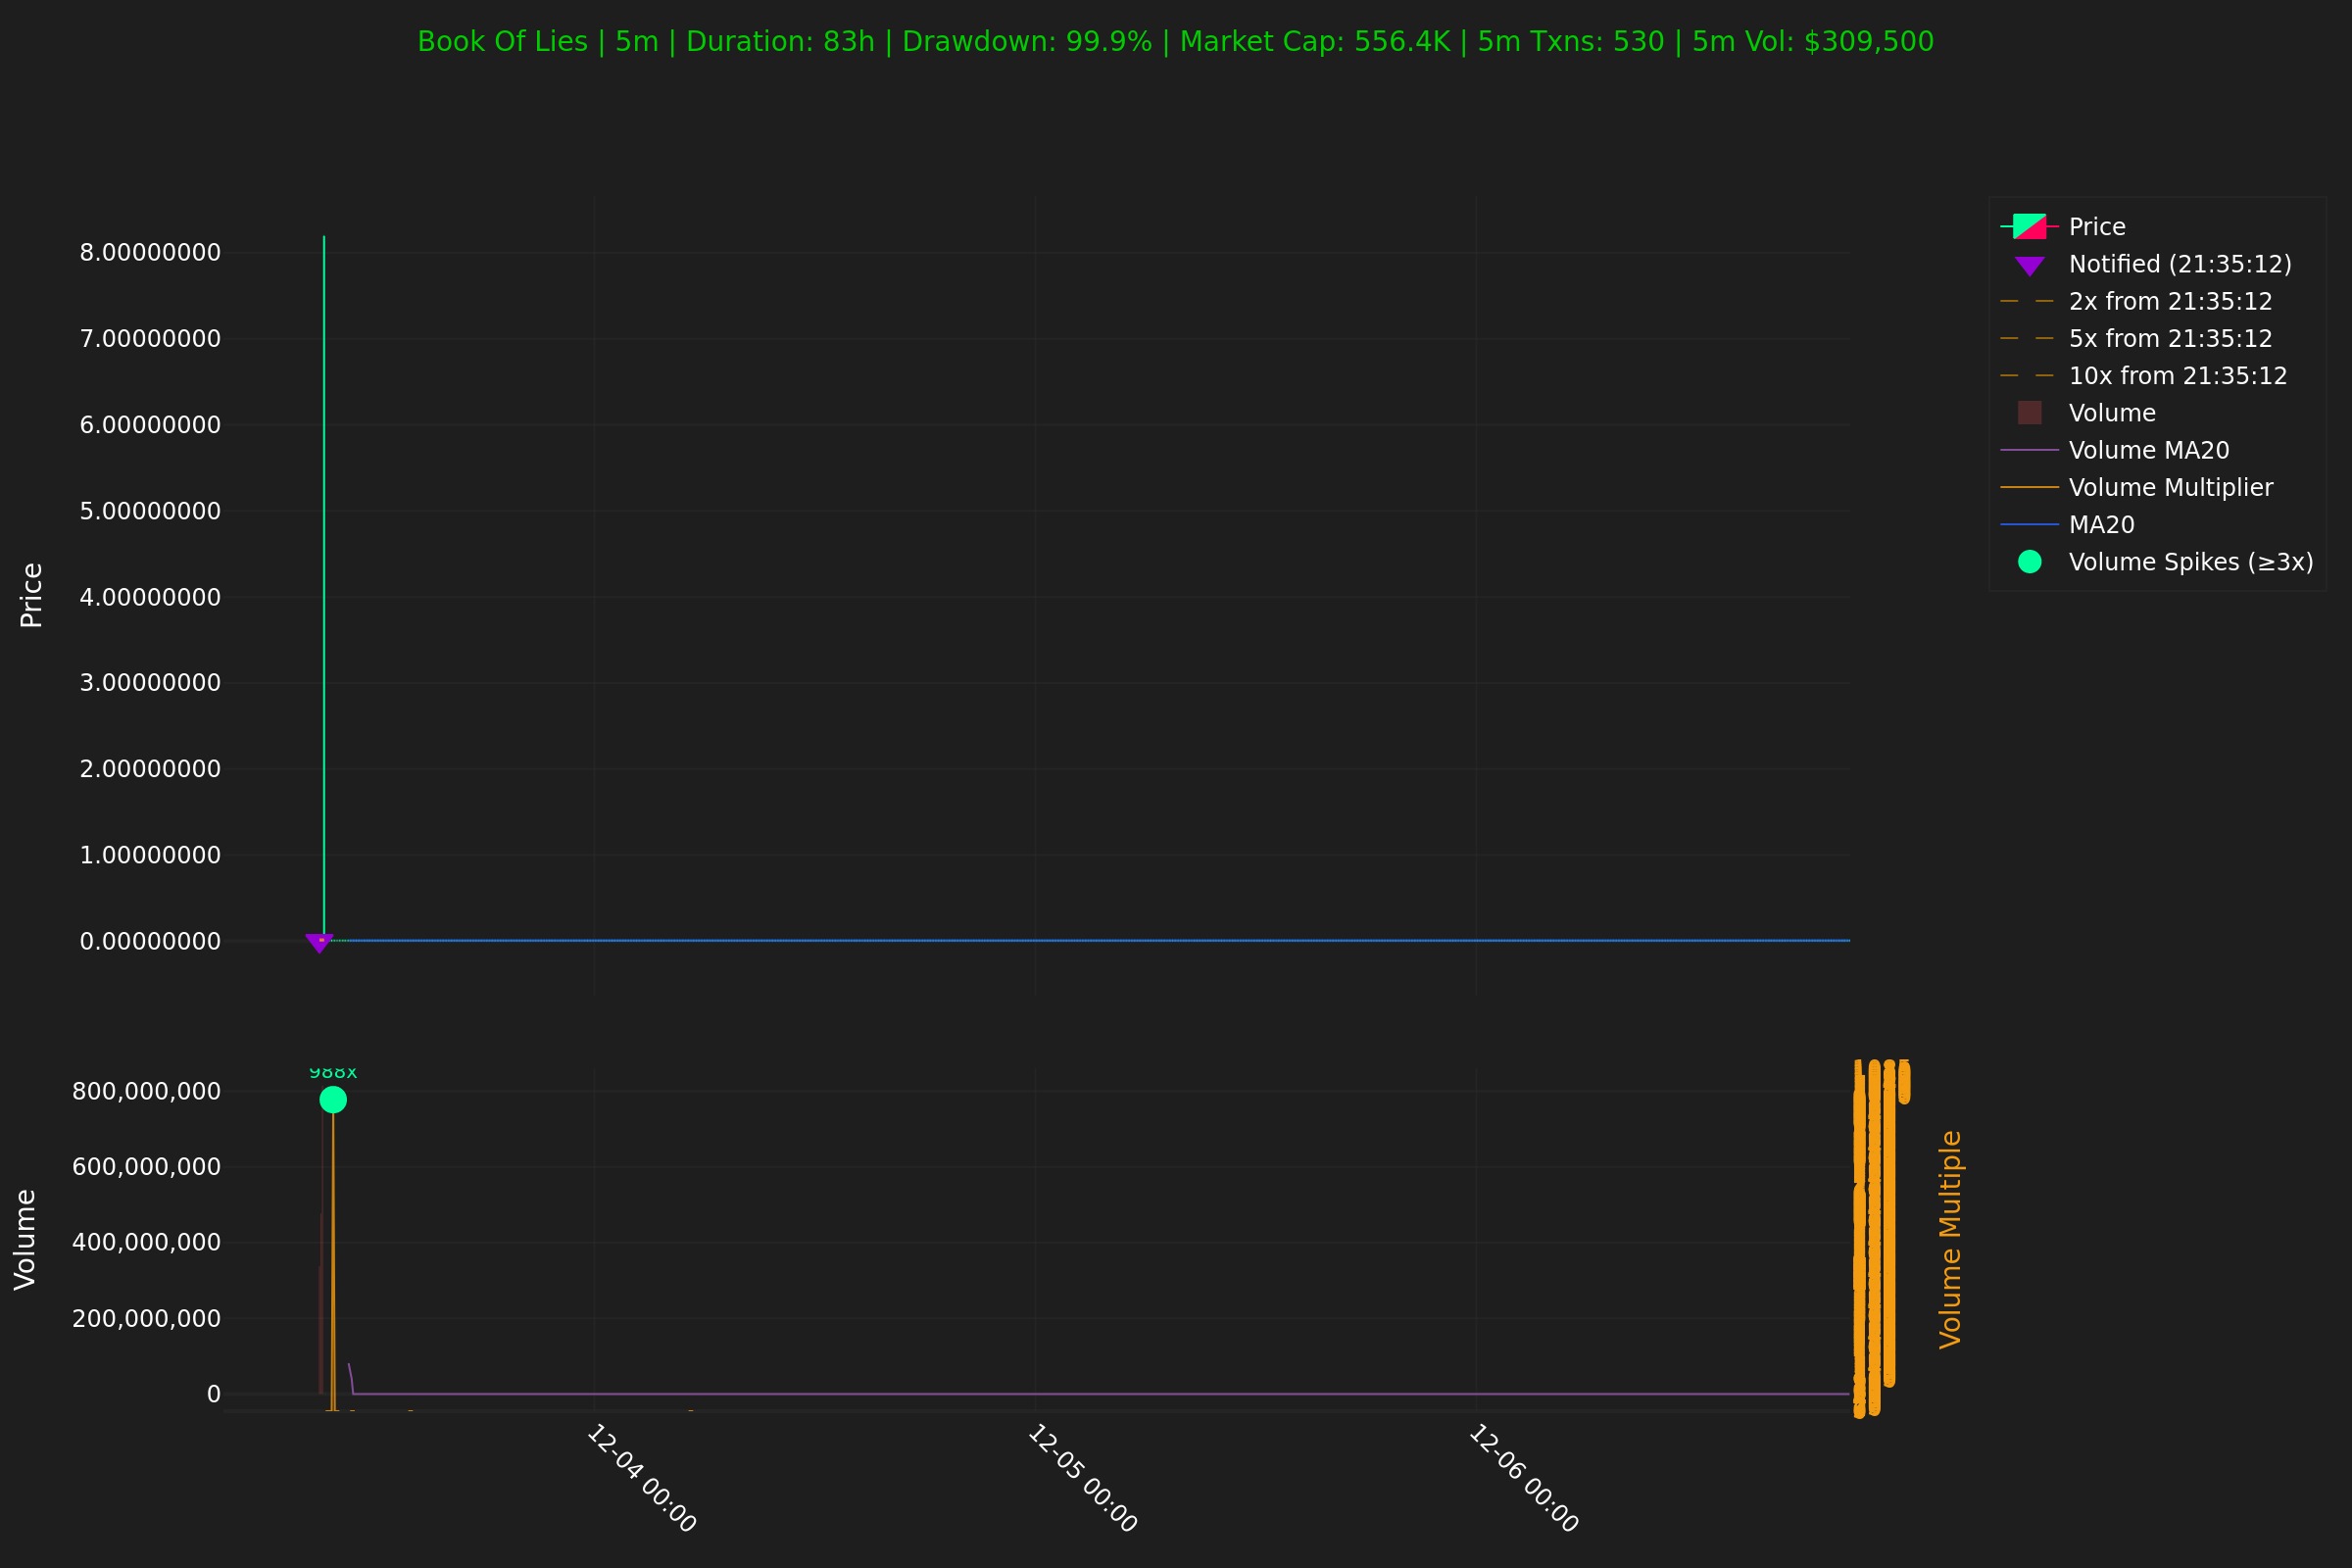 Book Of Lies | 5m | Duration: 83h | Drawdown: 99.9% | Market Cap: 556.4K | 5m Txns: 530 | 5m Vol: $309,500
Price
8.00000000
7.00000000
6.00000000
5.00000000
4.00000000
3.00000000
2.00000000
1.00000000
0.00000000
Price
Notified (21:35:12)
2x from 21:35:12
5x from 21:35:12
10x from 21:35:12
Volume
Volume MA20
Volume Multiplier
MA20
Volume Spikes (≥3x)
988x
Volume
800,000,000
600,000,000
400,000,000
200,000,000
0
Volume Multiple
12-04 00:00
12-05 00:00
12-06 00:00